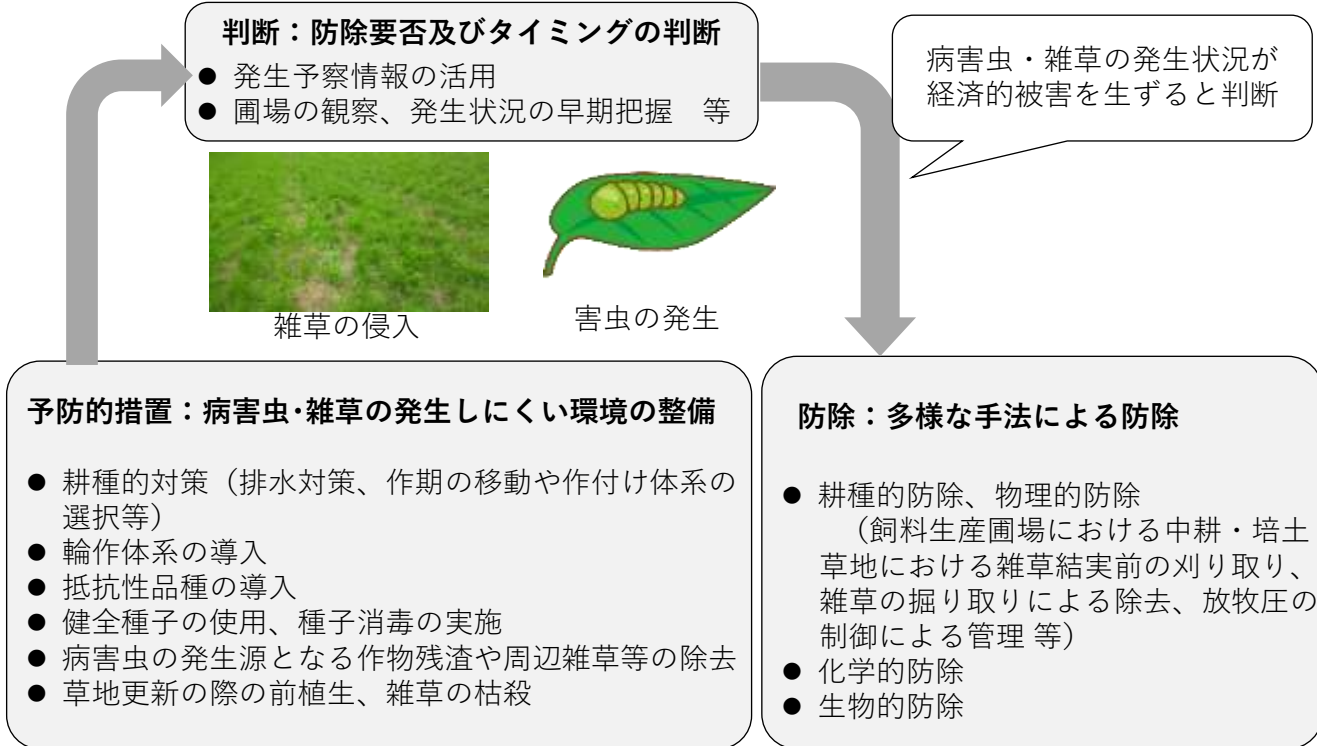 判断：防除要否及びタイミングの判断
● 発生予察情報の活用
● 圃場の観察、発生状況の早期把握　等
病害虫・雑草の発生状況が
経済的被害を生ずると判断
雑草の侵入
害虫の発生
予防的措置：病害虫･雑草の発生しにくい環境の整備
● 耕種的対策（排水対策、作期の移動や作付け体系の
選択等）
● 輪作体系の導入
● 抵抗性品種の導入
● 健全種子の使用、種子消毒の実施
● 病害虫の発生源となる作物残渣や周辺雑草等の除去
● 草地更新の際の前植生、雑草の枯殺
防除：多様な手法による防除
● 耕種的防除、物理的防除
（飼料生産圃場における中耕・培土
草地における雑草結実前の刈り取り、
雑草の掘り取りによる除去、放牧圧の
制御による管理 等）
● 化学的防除
● 生物的防除